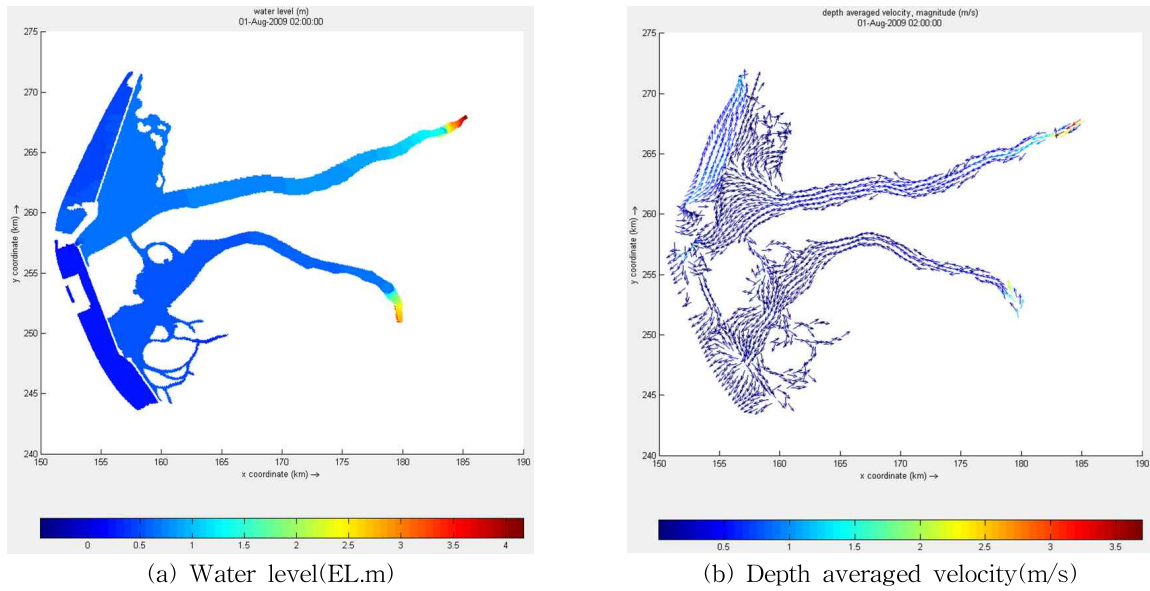 water level (m)
01-Aug-2009 02:00:00
275
270
265
260
255
250
245
240
y coordinate (km) →
150 155 160 165 170 175 180 185 190
x coordinate (km) →
0 0.5 1 1.5 2 2.5 3 3.5 4
(a) Water level(EL.m)
depth averaged velocity, magnitude (m/s)
01-Aug-2009 02:00:00
275
270
265
260
255
250
245
240
y coordinate (km) →
150 155 160 165 170 175 180 185 190
x coordinate (km) →
0.5 1 1.5 2 2.5 3 3.5
(b) Depth averaged velocity(m/s)